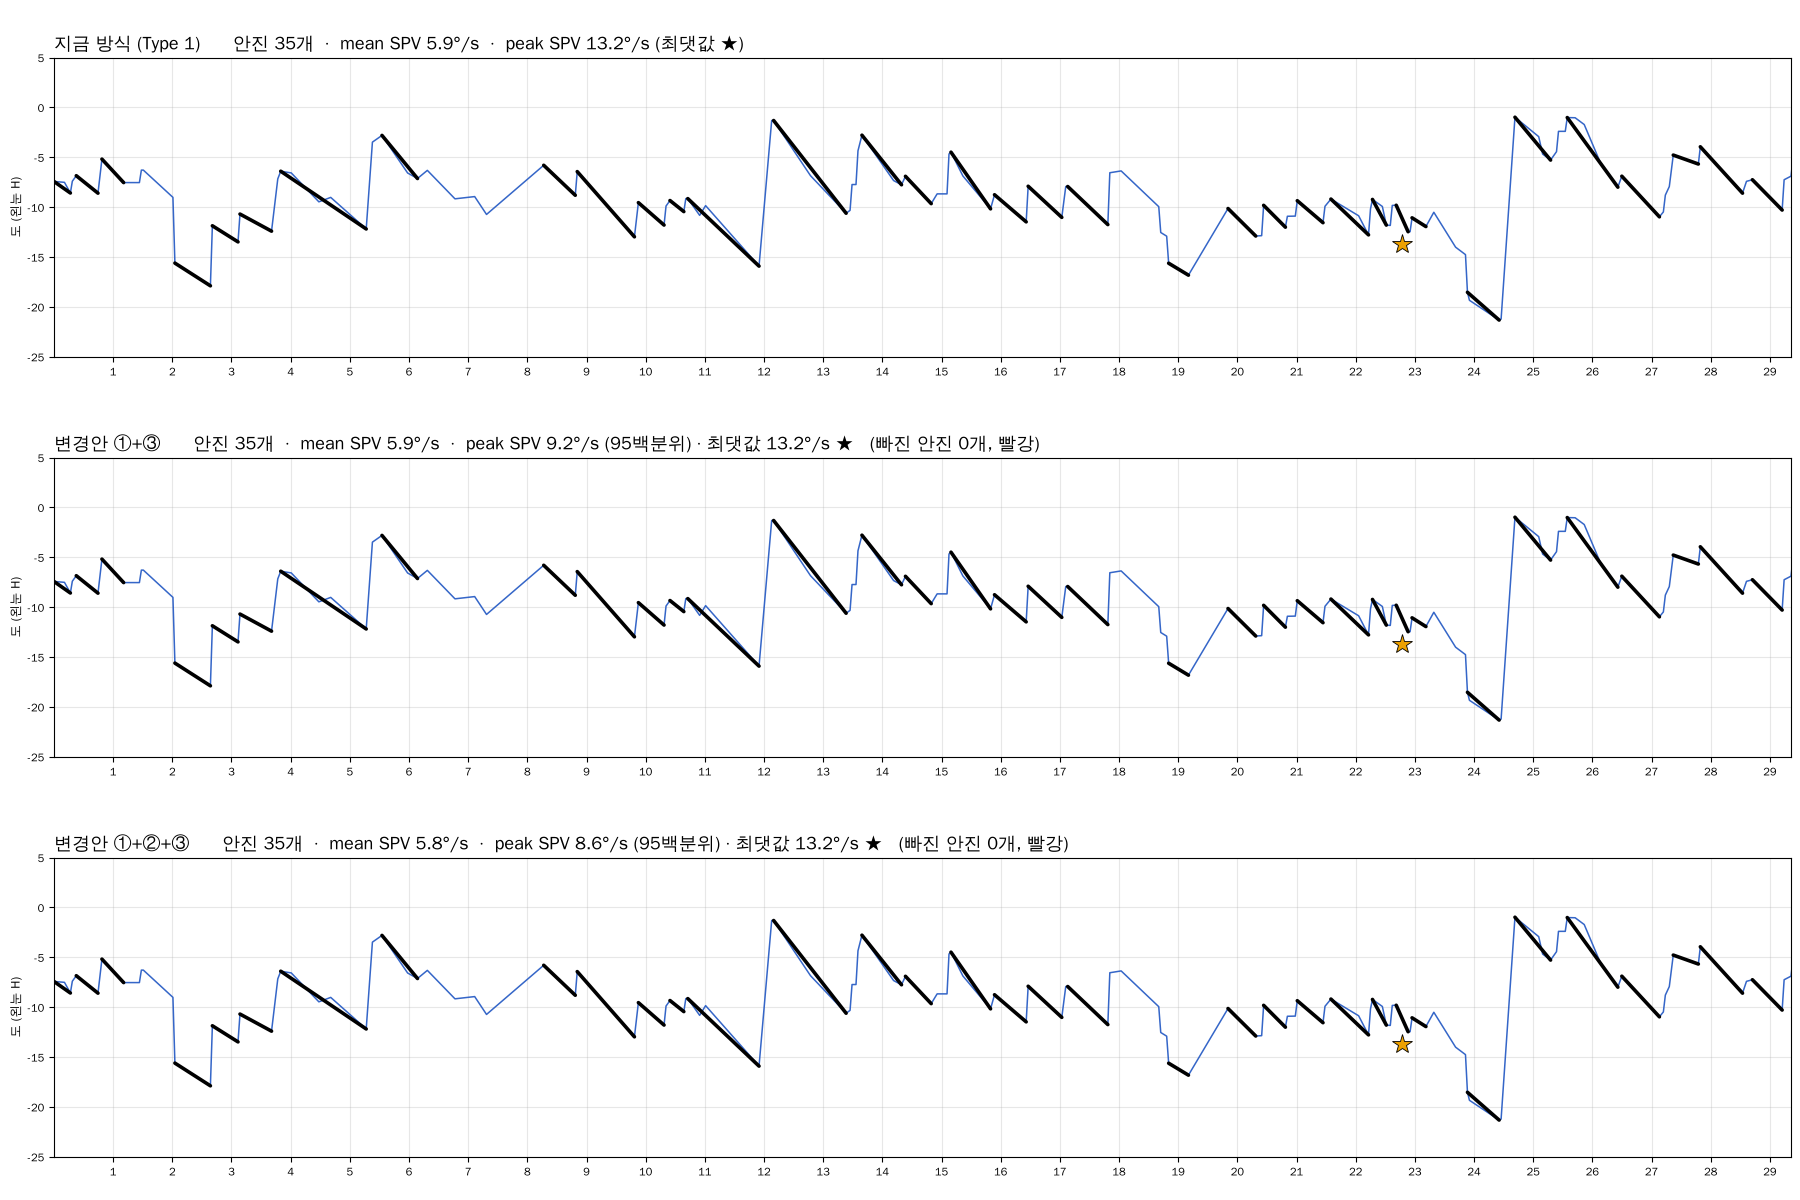 지금 방식 (Type 1)      안진 35개  ·  mean SPV 5.9°/s  ·  peak SPV 13.2°/s (최댓값 ★)
5
0
-5
-10
-15
-20
-25
도 (왼눈 H)
1 2 3 4 5 6 7 8 9 10 11 12 13 14 15 16 17 18 19 20 21 22 23 24 25 26 27 28 29
변경안 ①+③      안진 35개  ·  mean SPV 5.9°/s  ·  peak SPV 9.2°/s (95백분위) · 최댓값 13.2°/s ★   (빠진 안진 0개, 빨강)
5
0
-5
-10
-15
-20
-25
도 (왼눈 H)
1 2 3 4 5 6 7 8 9 10 11 12 13 14 15 16 17 18 19 20 21 22 23 24 25 26 27 28 29
변경안 ①+②+③      안진 35개  ·  mean SPV 5.8°/s  ·  peak SPV 8.6°/s (95백분위) · 최댓값 13.2°/s ★   (빠진 안진 0개, 빨강)
5
0
-5
-10
-15
-20
-25
도 (왼눈 H)
1 2 3 4 5 6 7 8 9 10 11 12 13 14 15 16 17 18 19 20 21 22 23 24 25 26 27 28 29